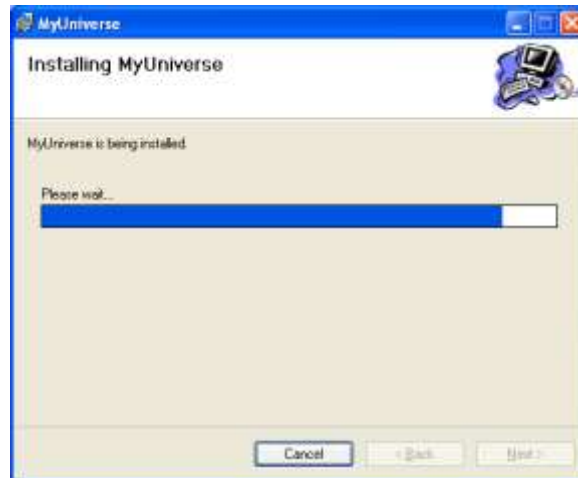 MyUniverse
Installing MyUniverse
MyUniverse is being installed.
Please wait...
Cancel
< Back
Next >